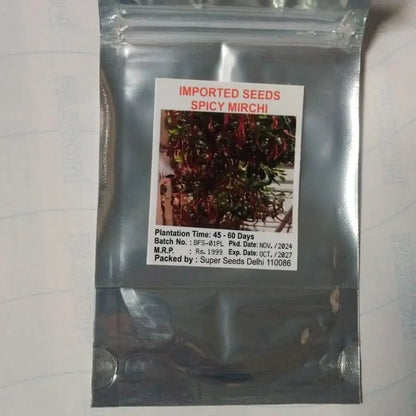 IMPORTED SEEDS
SPICY MIRCHI
Plantation Time: 45 - 60 Days
Batch No. : BFS-01PL Pkd. Date: NOV./2024
M.R.P. : Rs.1999 Exp. Date: OCT./2027
Packed by : Super Seeds Delhi 110086